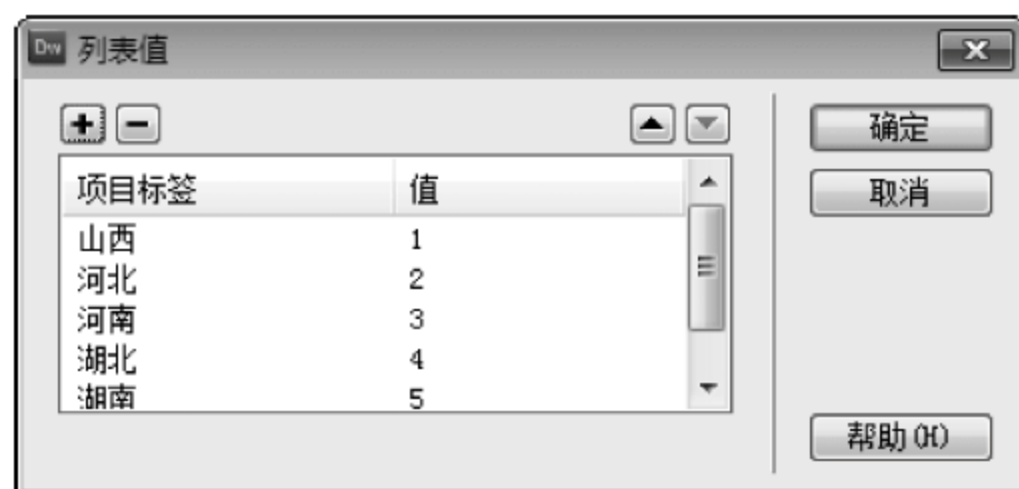 Dw 列表值
确定
取消
项目标签 值
山西 1
河北 2
河南 3
湖北 4
湖南 5
帮助(H)